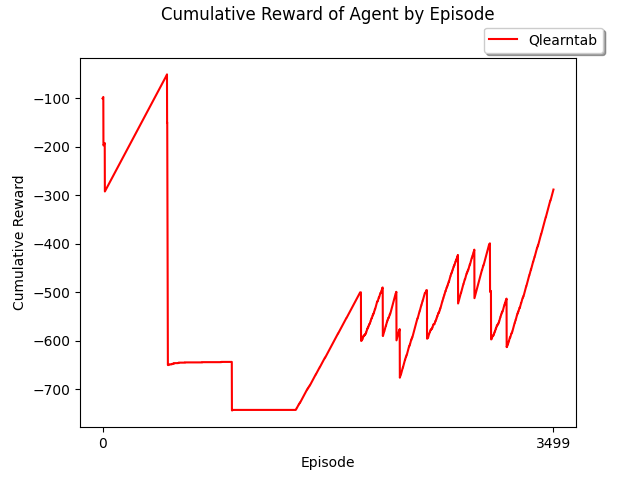 Cumulative Reward of Agent by Episode
Qlearntab
−100
−200
−300
−400
−500
−600
−700
Cumulative Reward
0
3499
Episode